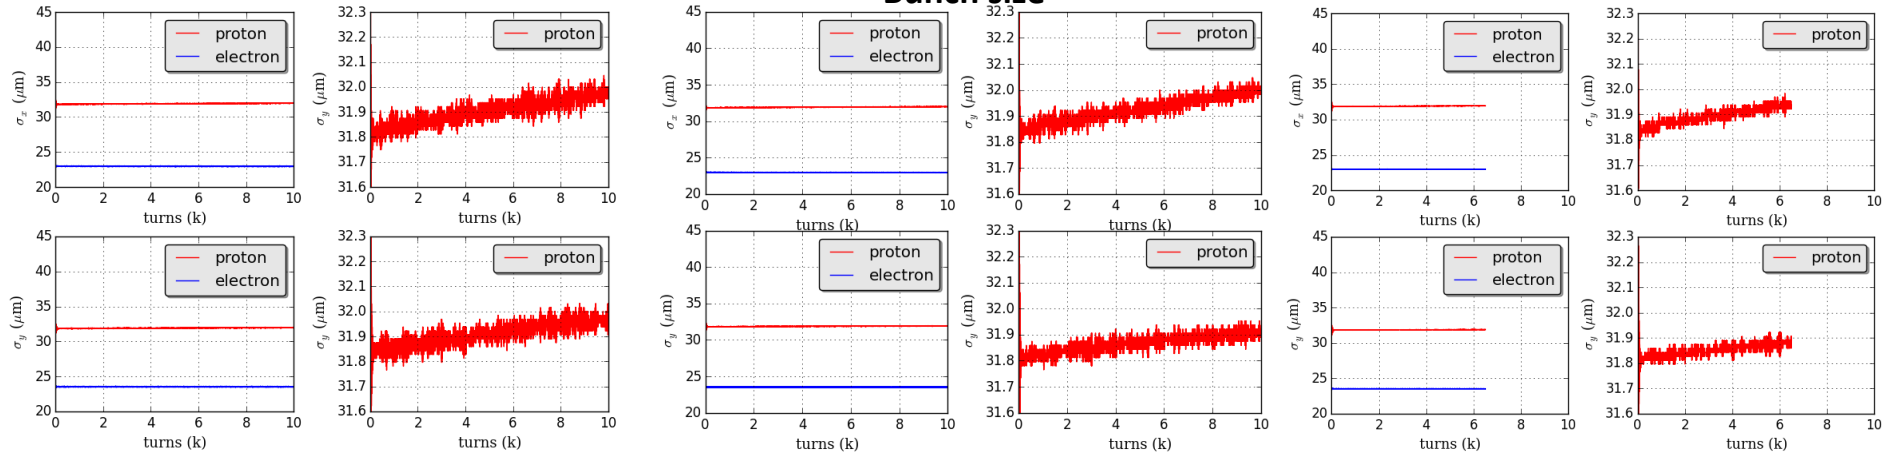 Bunch size
45
40
35
30
25
20
σx (μm)
proton
electron
0 2 4 6 8 10
turns (k)
32.3
32.2
32.1
32.0
31.9
31.8
31.7
31.6
σy (μm)
proton
0 2 4 6 8 10
45
40
35
30
25
20
σx (μm)
proton
electron
0 2 4 6 8 10
turns (k)
32.3
32.2
32.1
32.0
31.9
31.8
31.7
31.6
σy (μm)
proton
0 2 4 6 8 10
45
40
35
30
25
20
σx (μm)
proton
electron
0 2 4 6 8 10
turns (k)
32.3
32.2
32.1
32.0
31.9
31.8
31.7
31.6
σy (μm)
proton
0 2 4 6 8 10
45
40
35
30
25
20
σy (μm)
proton
electron
0 2 4 6 8 10
turns (k)
32.3
32.2
32.1
32.0
31.9
31.8
31.7
31.6
σy (μm)
proton
0 2 4 6 8 10
turns (k)
45
40
35
30
25
20
σy (μm)
proton
electron
0 2 4 6 8 10
turns (k)
32.3
32.2
32.1
32.0
31.9
31.8
31.7
31.6
σy (μm)
proton
0 2 4 6 8 10
turns (k)
45
40
35
30
25
20
σy (μm)
proton
electron
0 2 4 6 8 10
turns (k)
32.3
32.2
32.1
32.0
31.9
31.8
31.7
31.6
σy (μm)
proton
0 2 4 6 8 10
turns (k)